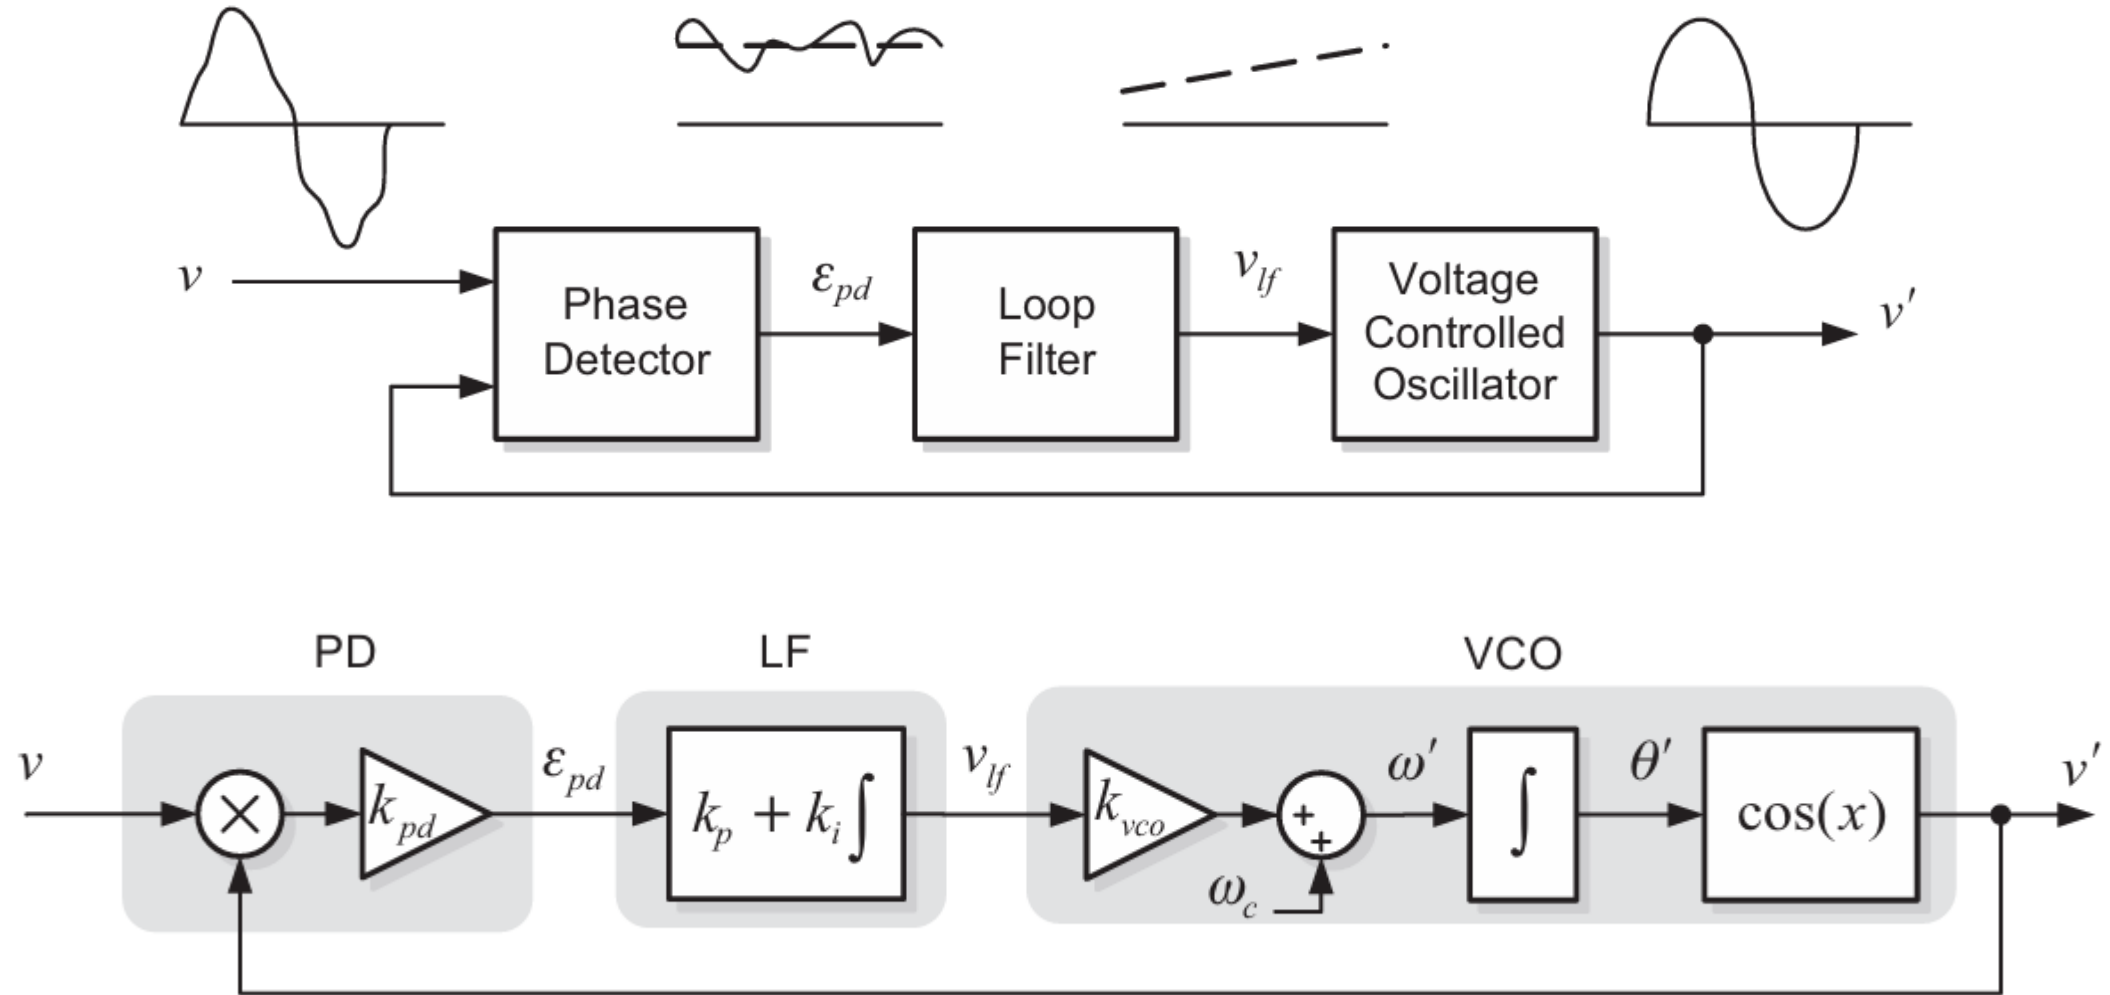 v
Phase
Detector
ε_pd
Loop
Filter
v_lf
Voltage
Controlled
Oscillator
v′
PD
LF
VCO
v
×
k_pd
ε_pd
k_p + k_i∫
v_lf
k_vco
+
+
ω_c
ω′
∫
θ′
cos(x)
v′